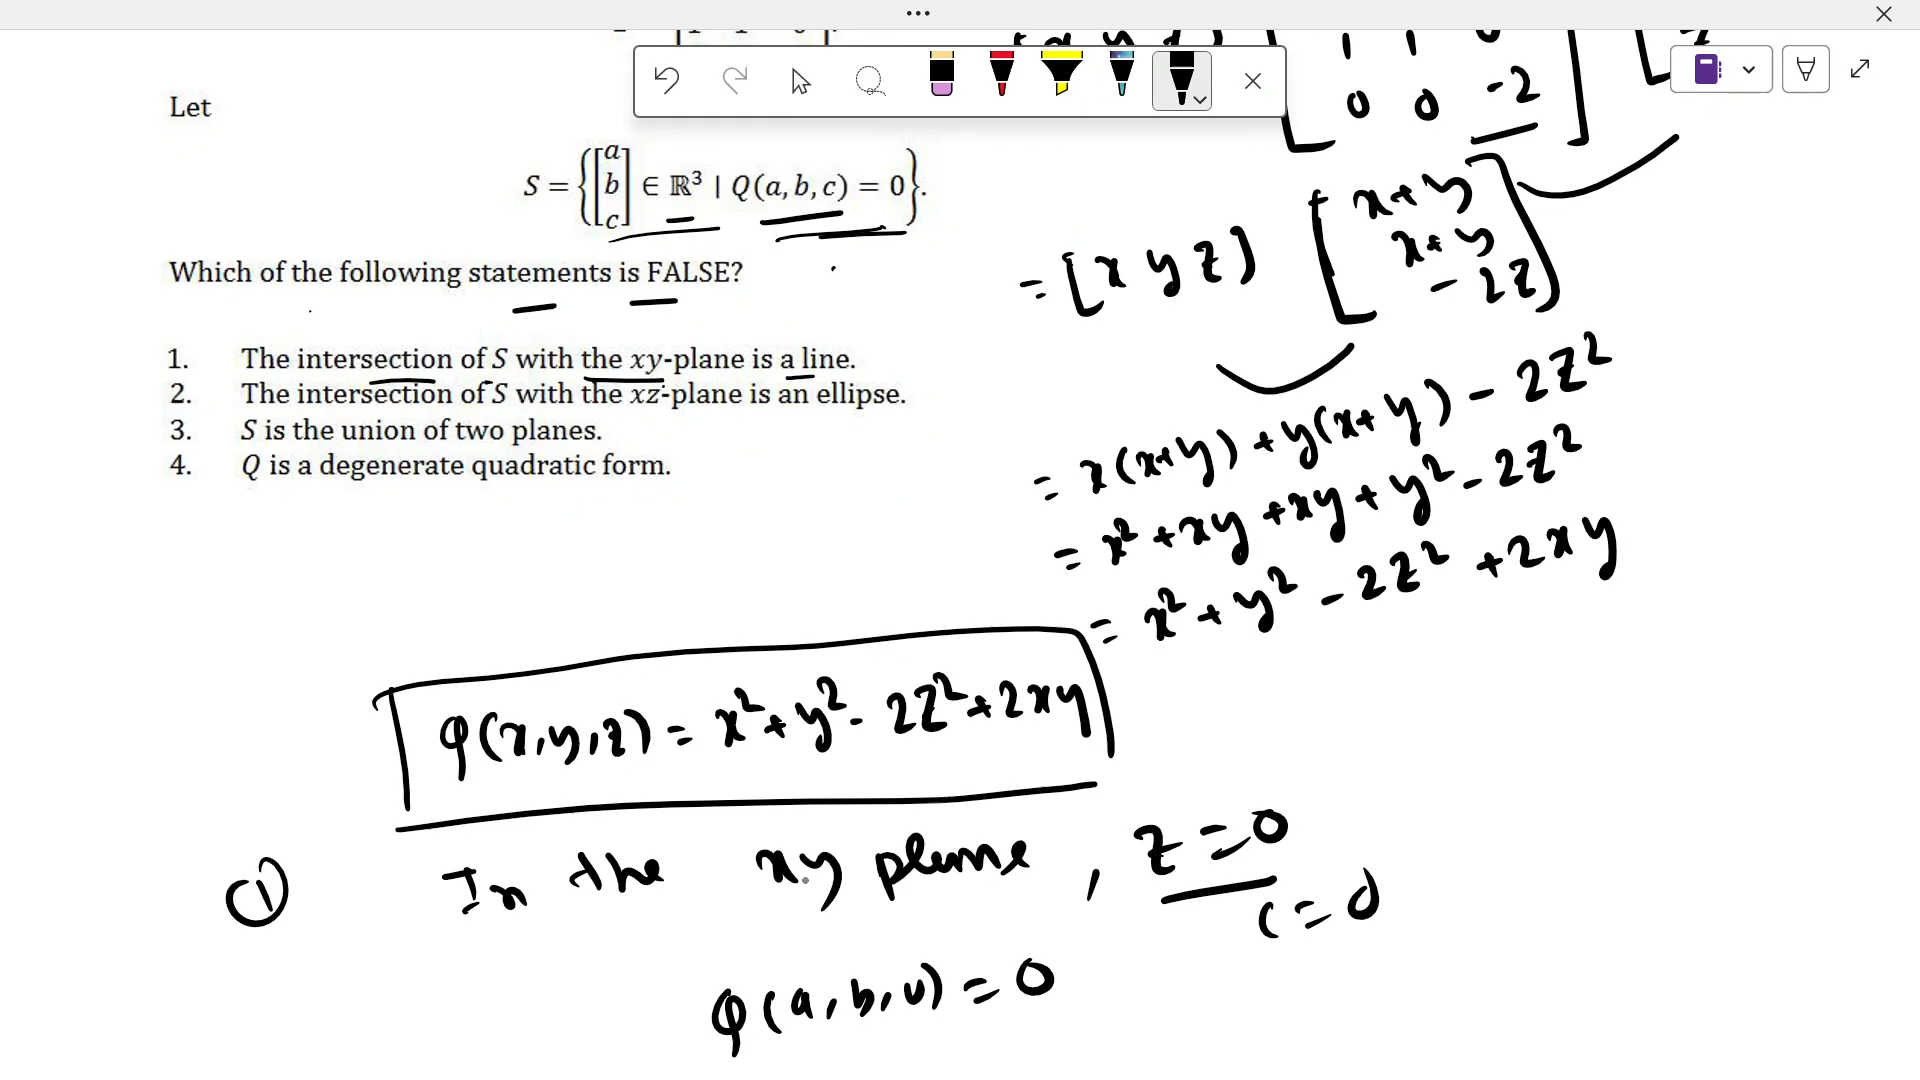 1 1 0
0 0 -2
Let
S = {[a b c] ∈ ℝ³ | Q(a, b, c) = 0}.
= [x y z] [x+y x+y -2z]
Which of the following statements is FALSE?
1. The intersection of S with the xy-plane is a line.
2. The intersection of S with the xz-plane is an ellipse.
3. S is the union of two planes.
4. Q is a degenerate quadratic form.
= x(x+y) + y(x+y) - 2z²
= x² + xy + xy + y² - 2z²
= x² + y² - 2z² + 2xy
φ(x,y,z) = x² + y² - 2z² + 2xy
① In the xy plane, z = 0
c = 0
φ(a, b, 0) = 0